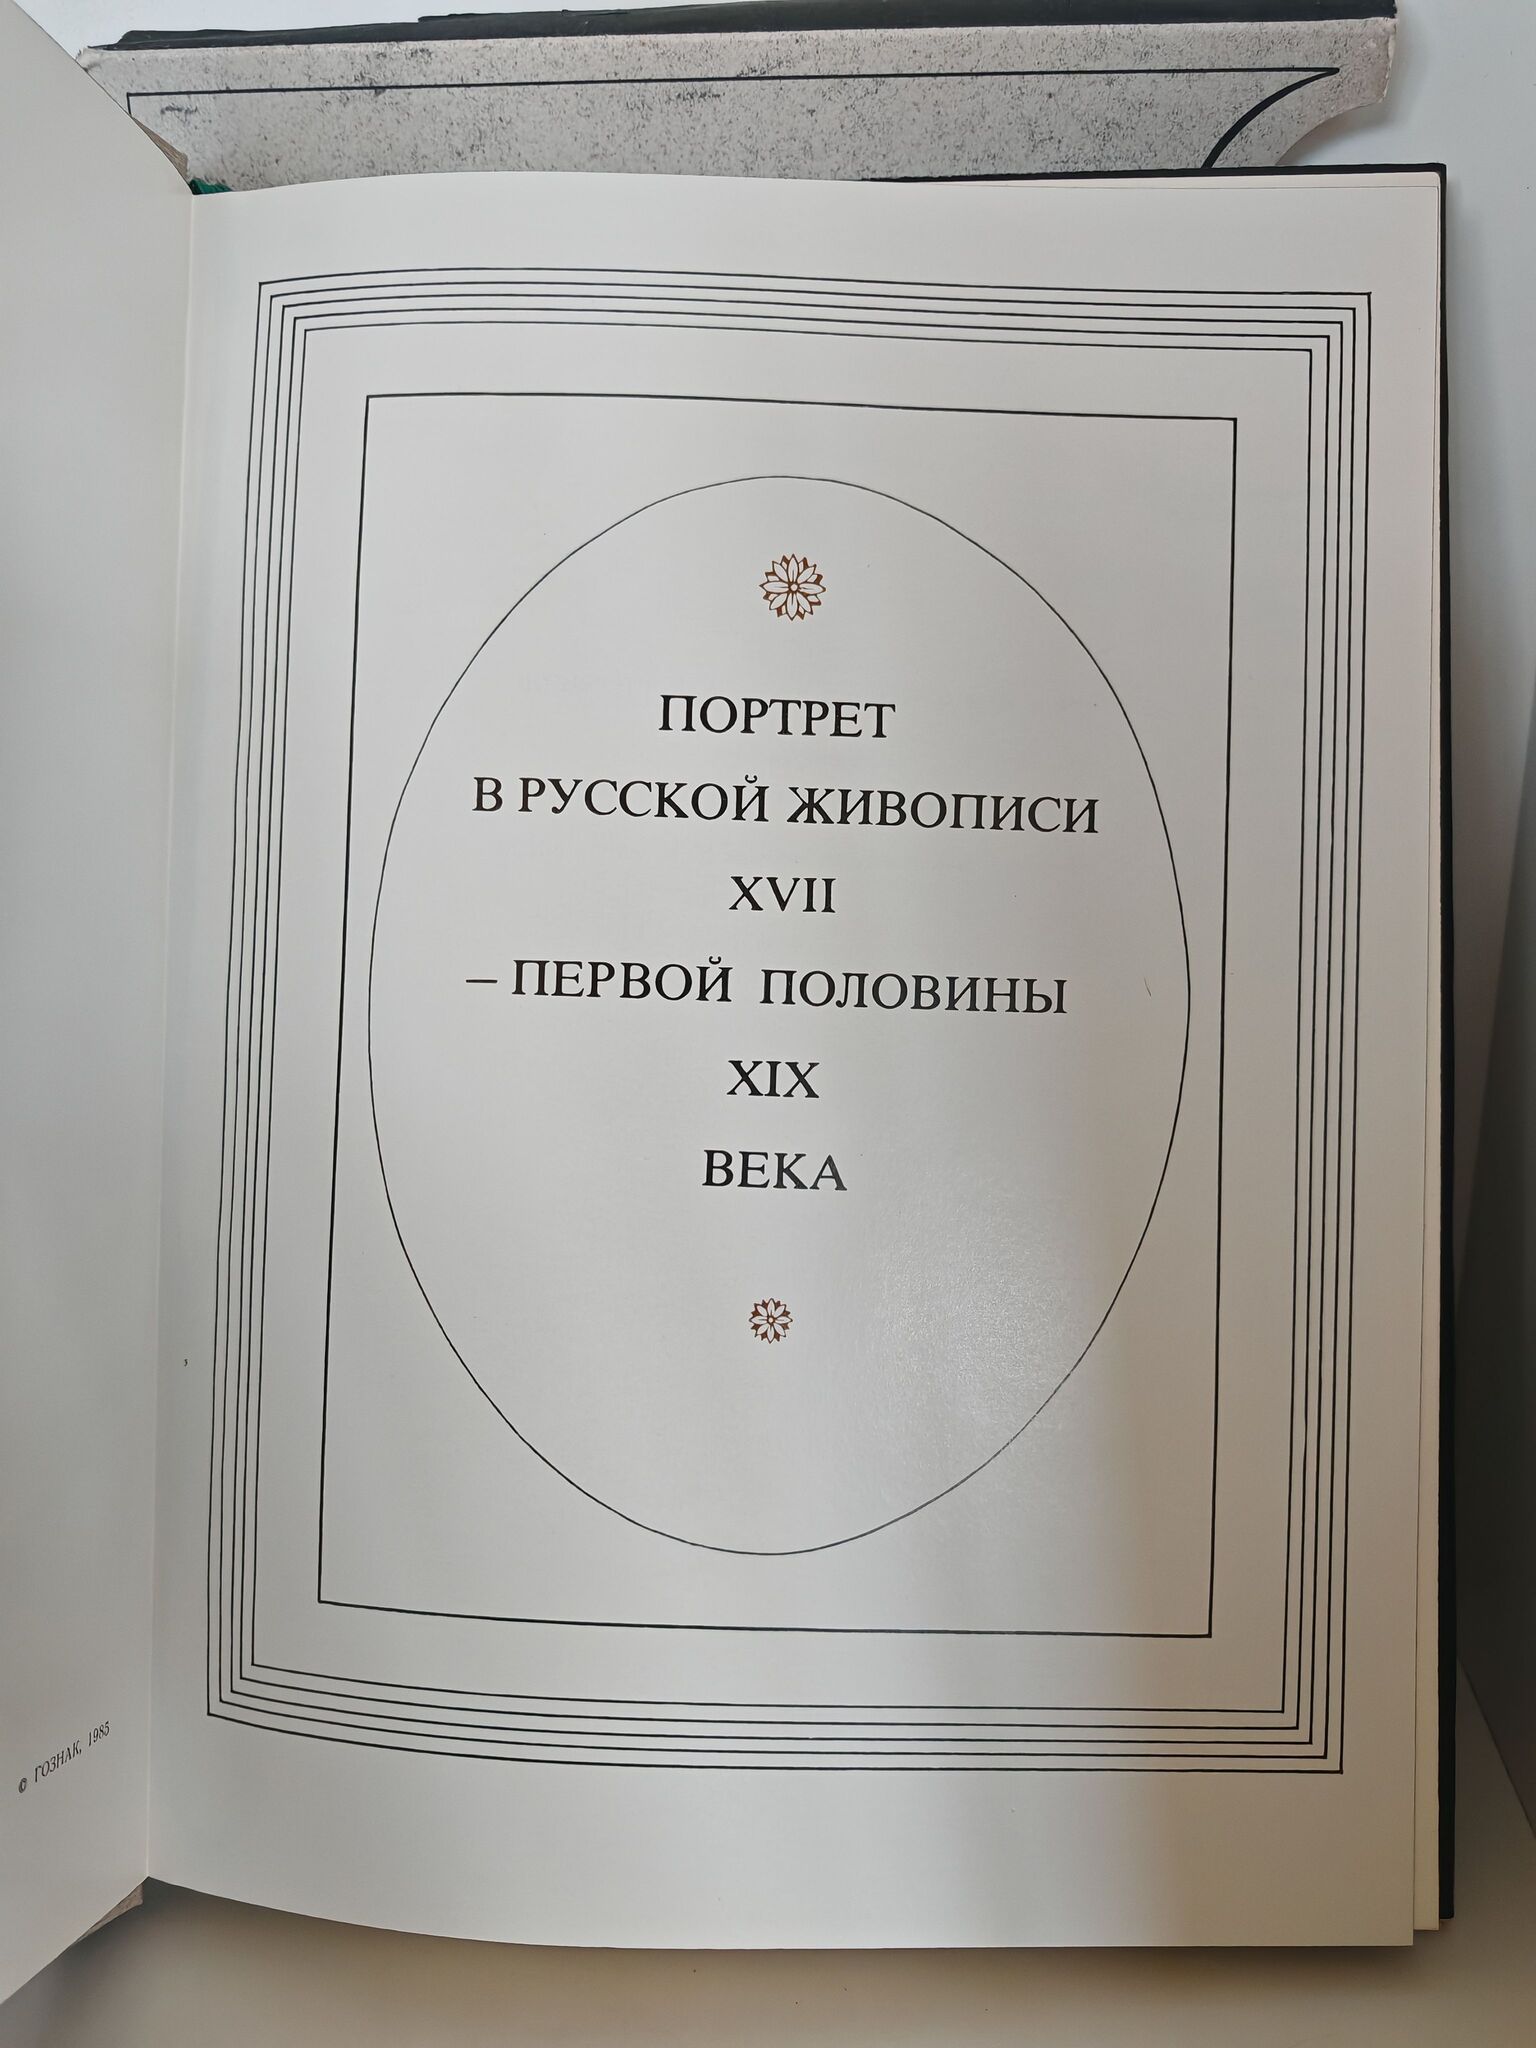 ПОРТРЕТ
В РУССКОЙ ЖИВОПИСИ
XVII
– ПЕРВОЙ ПОЛОВИНЫ
XIX
ВЕКА
© ГОЗНАК, 1985